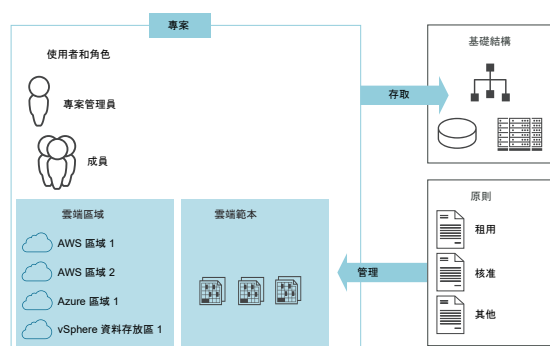 專案
使用者和角色
專案管理員
成員
雲端區域
AWS 區域 1
AWS 區域 2
Azure 區域 1
vSphere 資料存放區 1
雲端範本
存取
基礎結構
管理
原則
租用
核准
其他